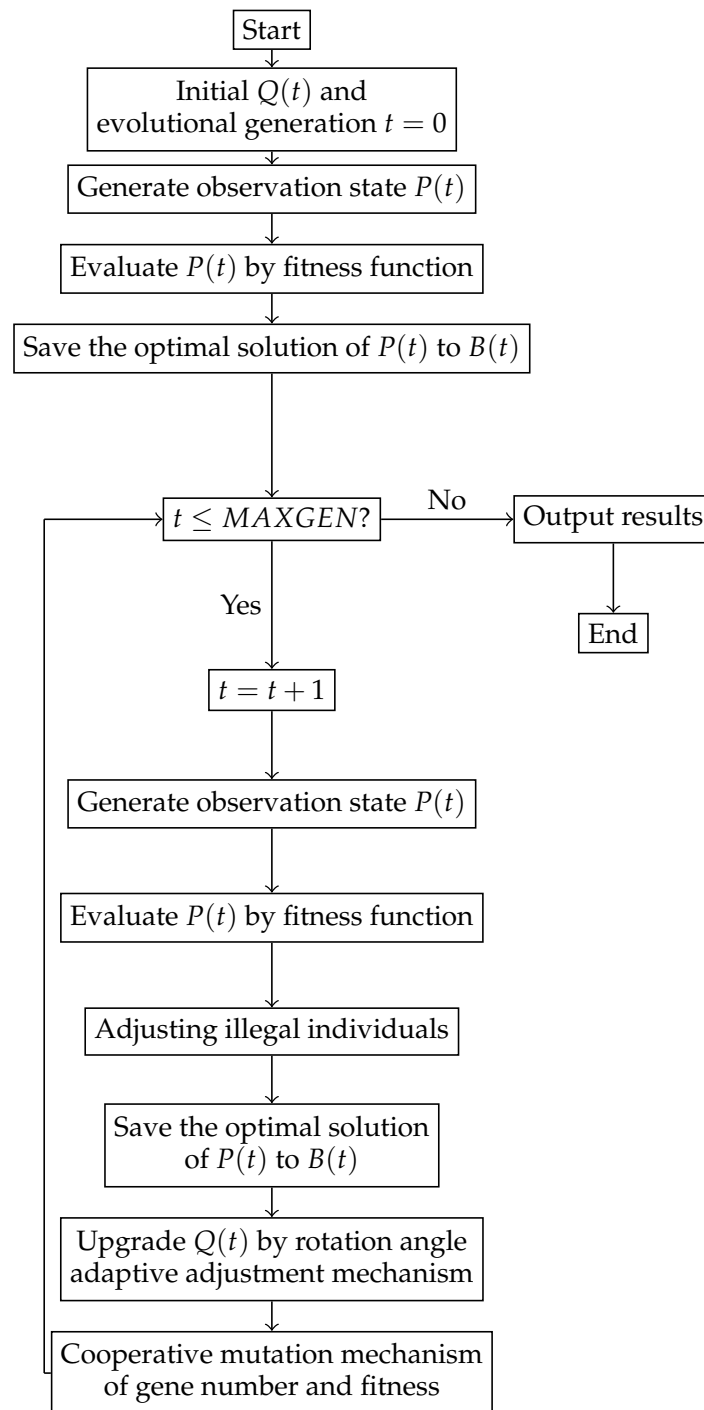 Start
Initial Q(t) and
evolutional generation t = 0
Generate observation state P(t)
Evaluate P(t) by fitness function
Save the optimal solution of P(t) to B(t)
t ≤ MAXGEN?
No
Output results
Yes
End
t = t + 1
Generate observation state P(t)
Evaluate P(t) by fitness function
Adjusting illegal individuals
Save the optimal solution
of P(t) to B(t)
Upgrade Q(t) by rotation angle
adaptive adjustment mechanism
Cooperative mutation mechanism
of gene number and fitness